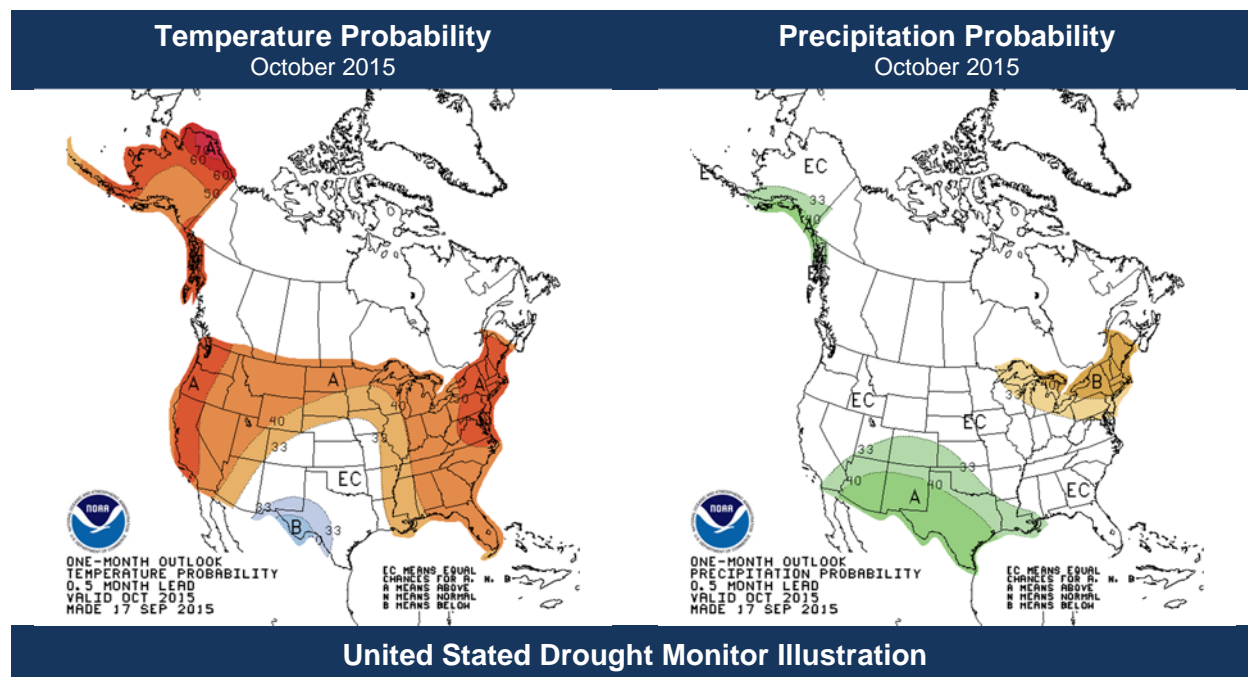 Temperature Probability
October 2015
Precipitation Probability
October 2015
A
70
60
60
50
A
A
A
50
40
40
33
33
EC
33
B
33
NOAA
ONE-MONTH OUTLOOK
TEMPERATURE PROBABILITY
0.5 MONTH LEAD
VALID OCT 2015
MADE 17 SEP 2015
EC MEANS EQUAL
CHANCES FOR A, N, B
A MEANS ABOVE
N MEANS NORMAL
B MEANS BELOW
EC
EC
33
40
A
EC
B
40
33
EC
EC
33
33
40
40
A
EC
NOAA
ONE-MONTH OUTLOOK
PRECIPITATION PROBABILITY
0.5 MONTH LEAD
VALID OCT 2015
MADE 17 SEP 2015
EC MEANS EQUAL
CHANCES FOR A, N, B
A MEANS ABOVE
N MEANS NORMAL
B MEANS BELOW
United Stated Drought Monitor Illustration